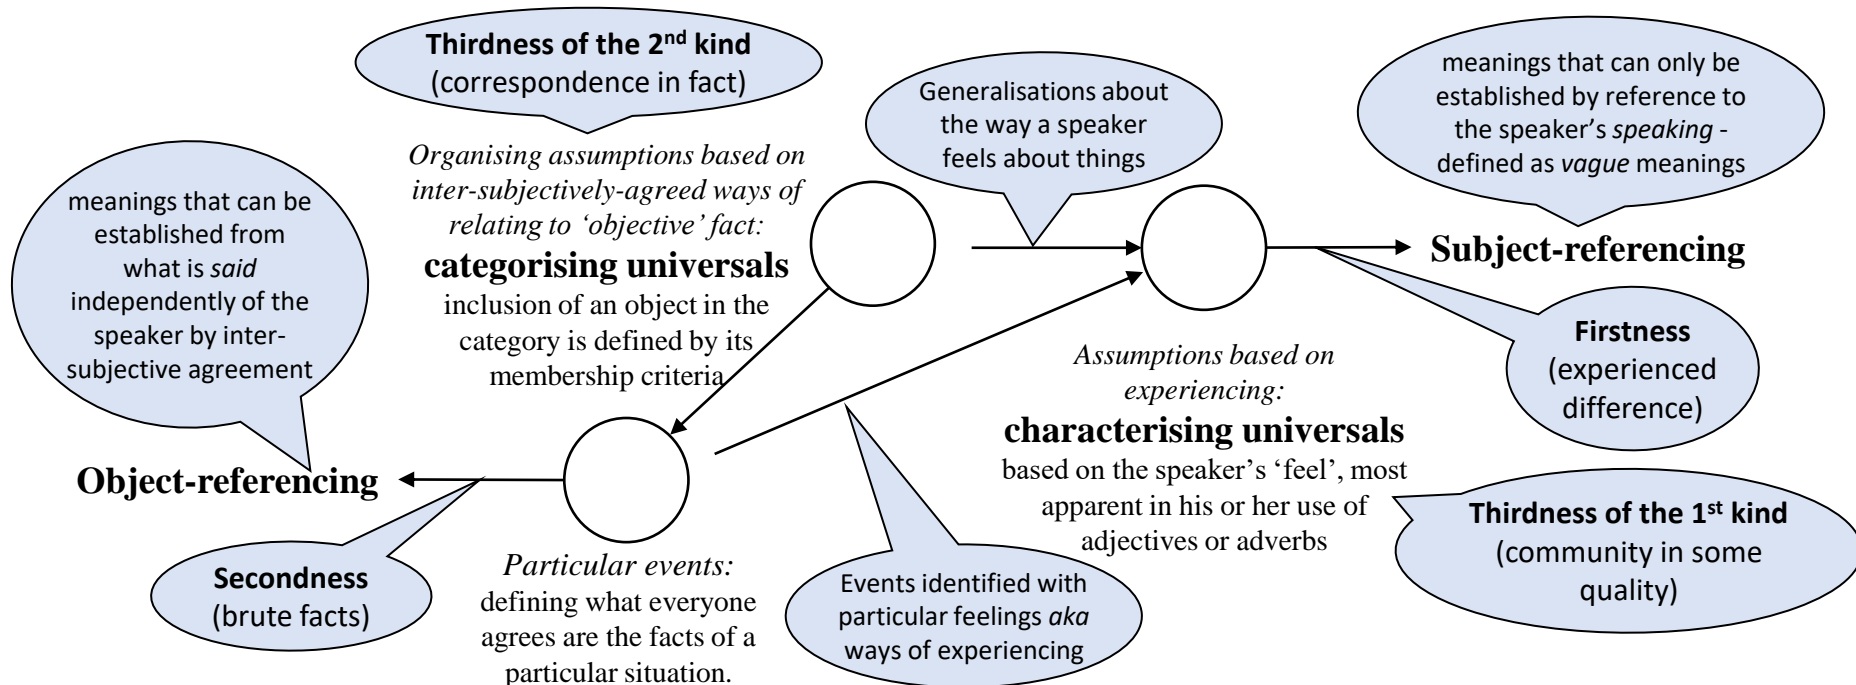 Thirdness of the 2nd kind
(correspondence in fact)
Generalisations about
the way a speaker
feels about things
meanings that can only be
established by reference to
the speaker’s speaking -
defined as vague meanings
meanings that can be
established from
what is said
independently of the
speaker by inter-
subjective agreement
Organising assumptions based on
inter-subjectively-agreed ways of
relating to ‘objective’ fact:
categorising universals
inclusion of an object in the
category is defined by its
membership criteria
Subject-referencing
Firstness
(experienced
difference)
Assumptions based on
experiencing:
characterising universals
based on the speaker’s ‘feel’, most
apparent in his or her use of
adjectives or adverbs
Object-referencing
Thirdness of the 1st kind
(community in some
quality)
Secondness
(brute facts)
Particular events:
defining what everyone
agrees are the facts of a
particular situation.
Events identified with
particular feelings aka
ways of experiencing